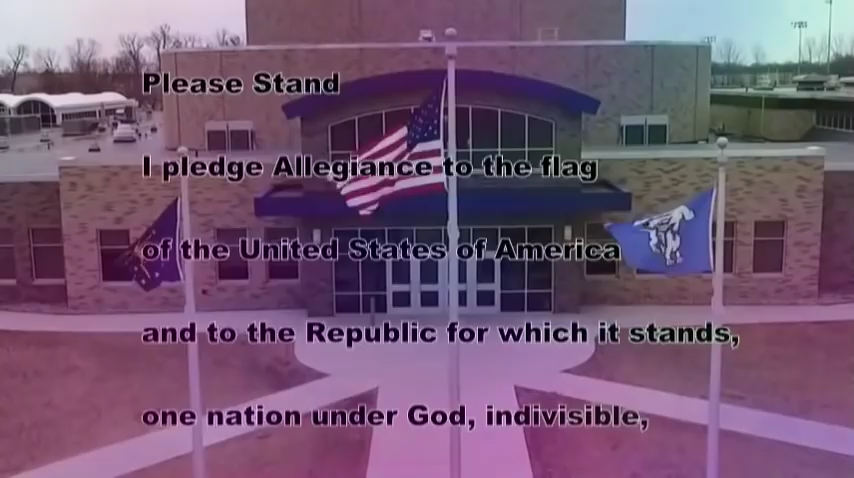 Please Stand
I pledge Allegiance to the flag
of the United States of America
and to the Republic for which it stands,
one nation under God, indivisible,